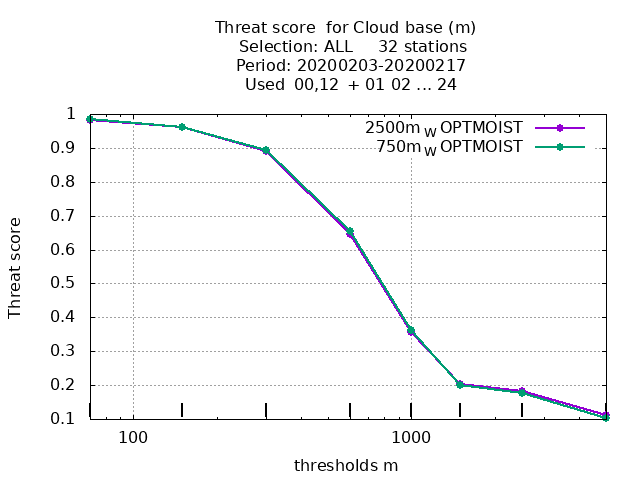 Threat score for Cloud base (m)
Selection: ALL 32 stations
Period: 20200203-20200217
Used 00,12 + 01 02 ... 24
2500m_W OPTMOIST
750m_W OPTMOIST
Threat score
1
0.9
0.8
0.7
0.6
0.5
0.4
0.3
0.2
0.1
100 1000
thresholds m